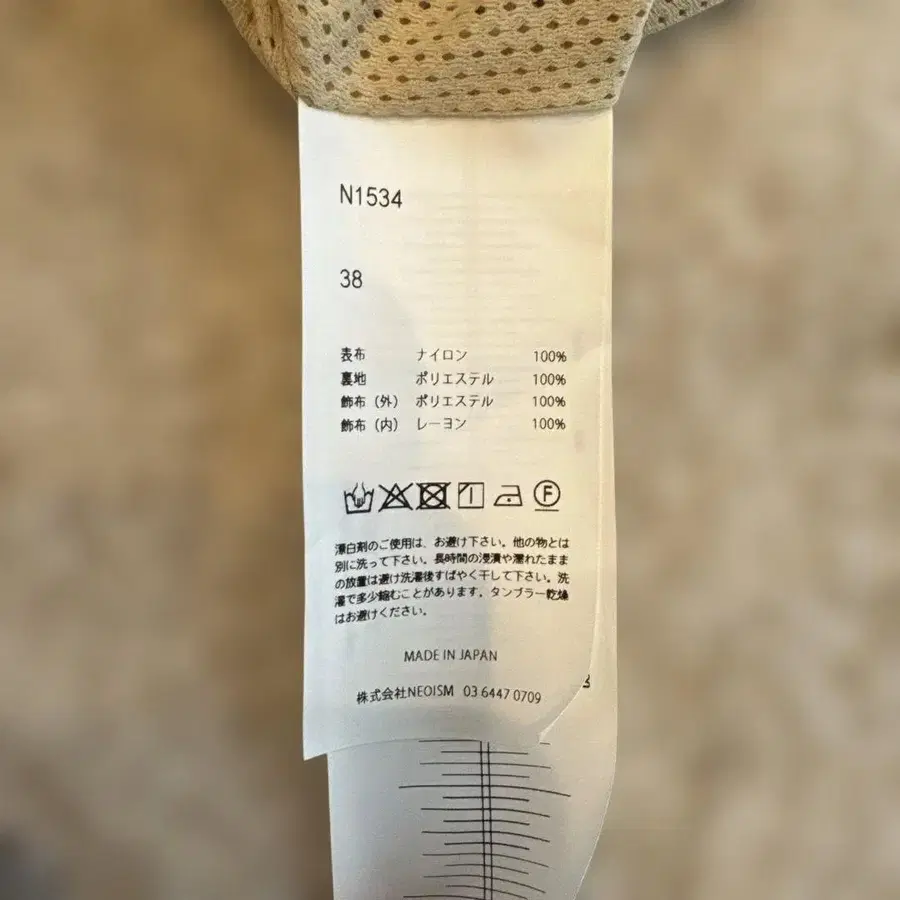 N1534
38
表布 ナイロン 100%
裏地 ポリエステル 100%
飾布（外） ポリエステル 100%
飾布（内） レーヨン 100%
F
漂白剤のご使用は、お避け下さい。他の物とは
別に洗って下さい。長時間の浸漬や濡れたまま
の放置は避け洗濯後すばやく干して下さい。洗
濯で多少縮むことがあります。タンブラー乾燥
はお避けください。
MADE IN JAPAN
株式会社NEOISM 03 6447 0709